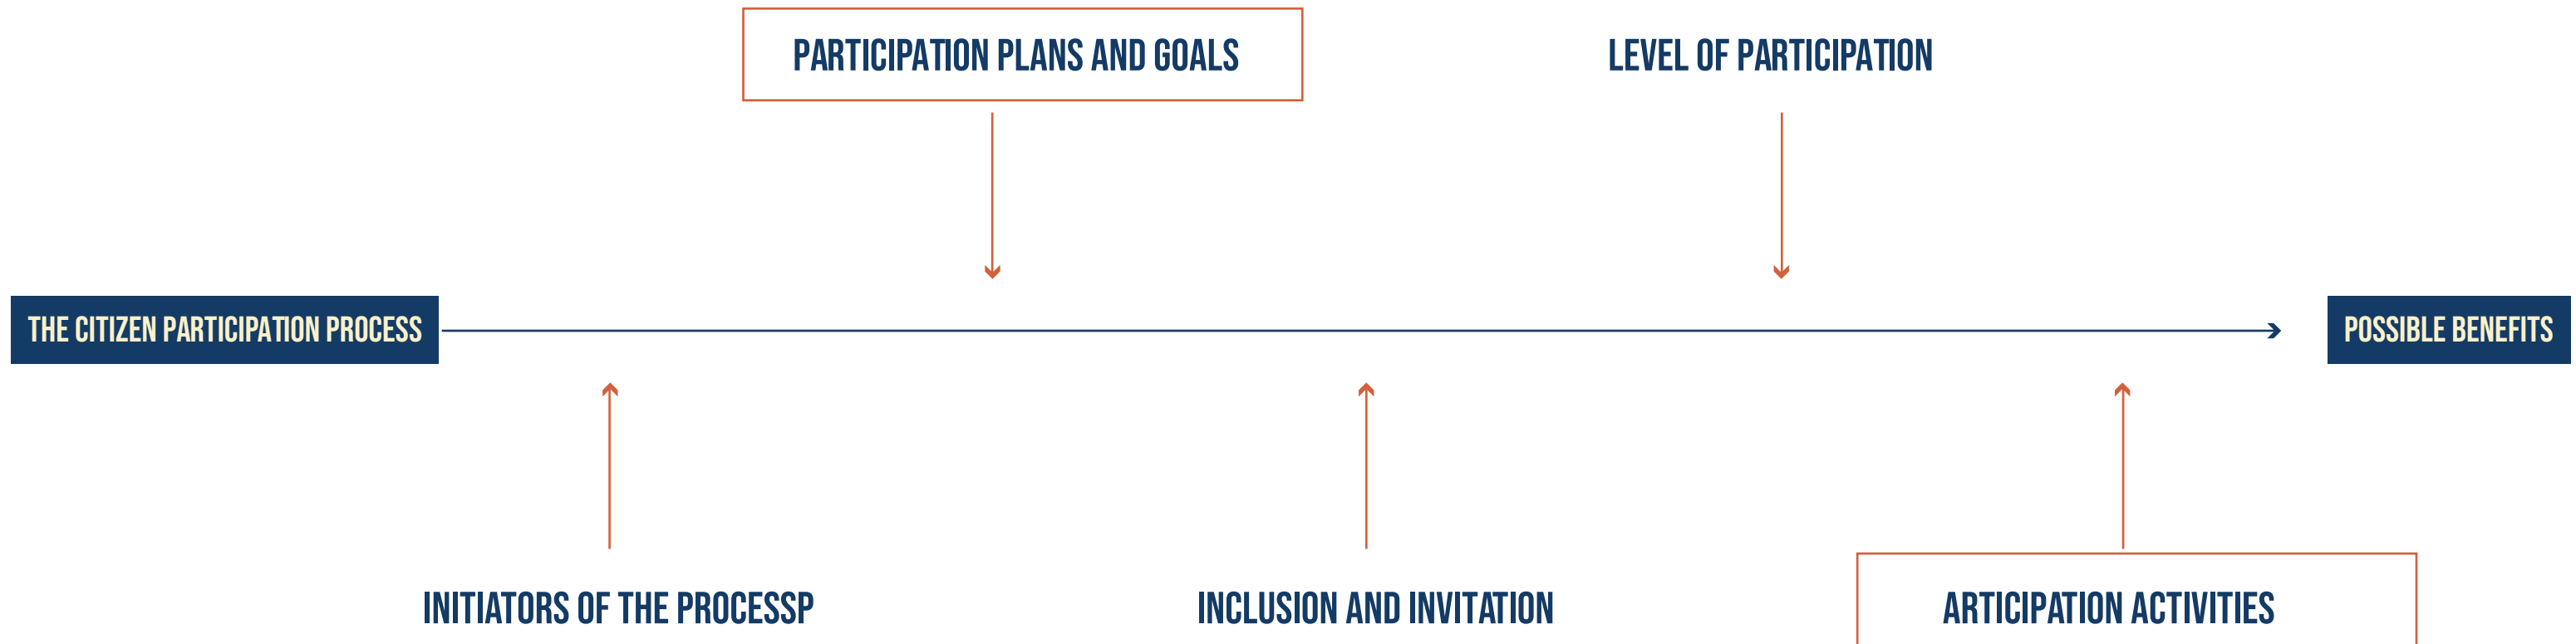 PARTICIPATION PLANS AND GOALS
LEVEL OF PARTICIPATION
THE CITIZEN PARTICIPATION PROCESS
POSSIBLE BENEFITS
INITIATORS OF THE PROCESSP
INCLUSION AND INVITATION
ARTICIPATION ACTIVITIES